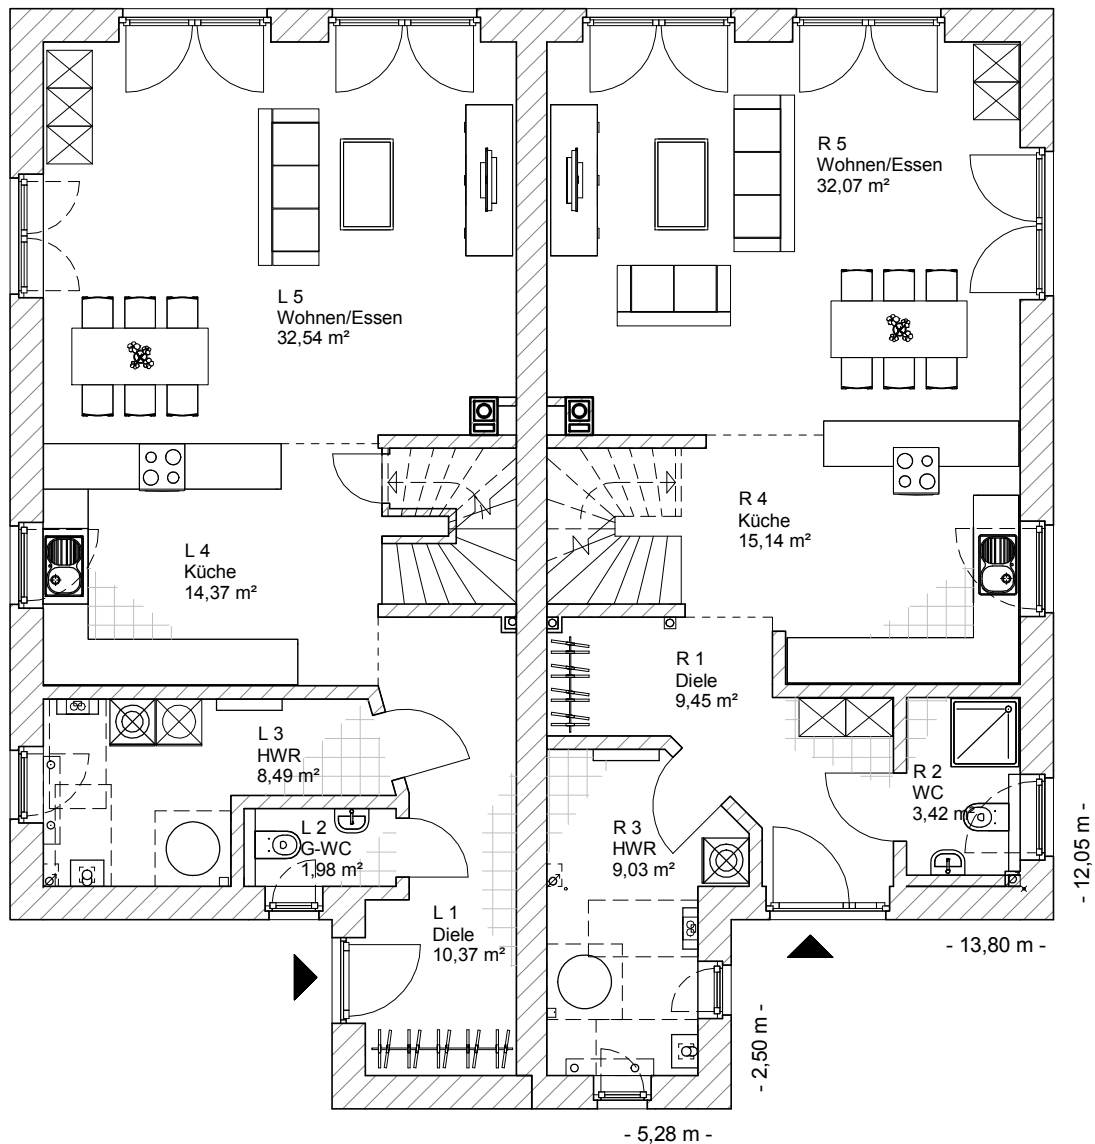 R 5
Wohnen/Essen
32,07 m²
L 5
Wohnen/Essen
32,54 m²
R 4
Küche
15,14 m²
L 4
Küche
14,37 m²
R 1
Diele
9,45 m²
L 3
HWR
8,49 m²
R 2
WC
3,42 m²
L 2
G-WC
1,98 m²
R 3
HWR
9,03 m²
L 1
Diele
10,37 m²
- 12,05 m -
- 13,80 m -
- 2,50 m -
- 5,28 m -